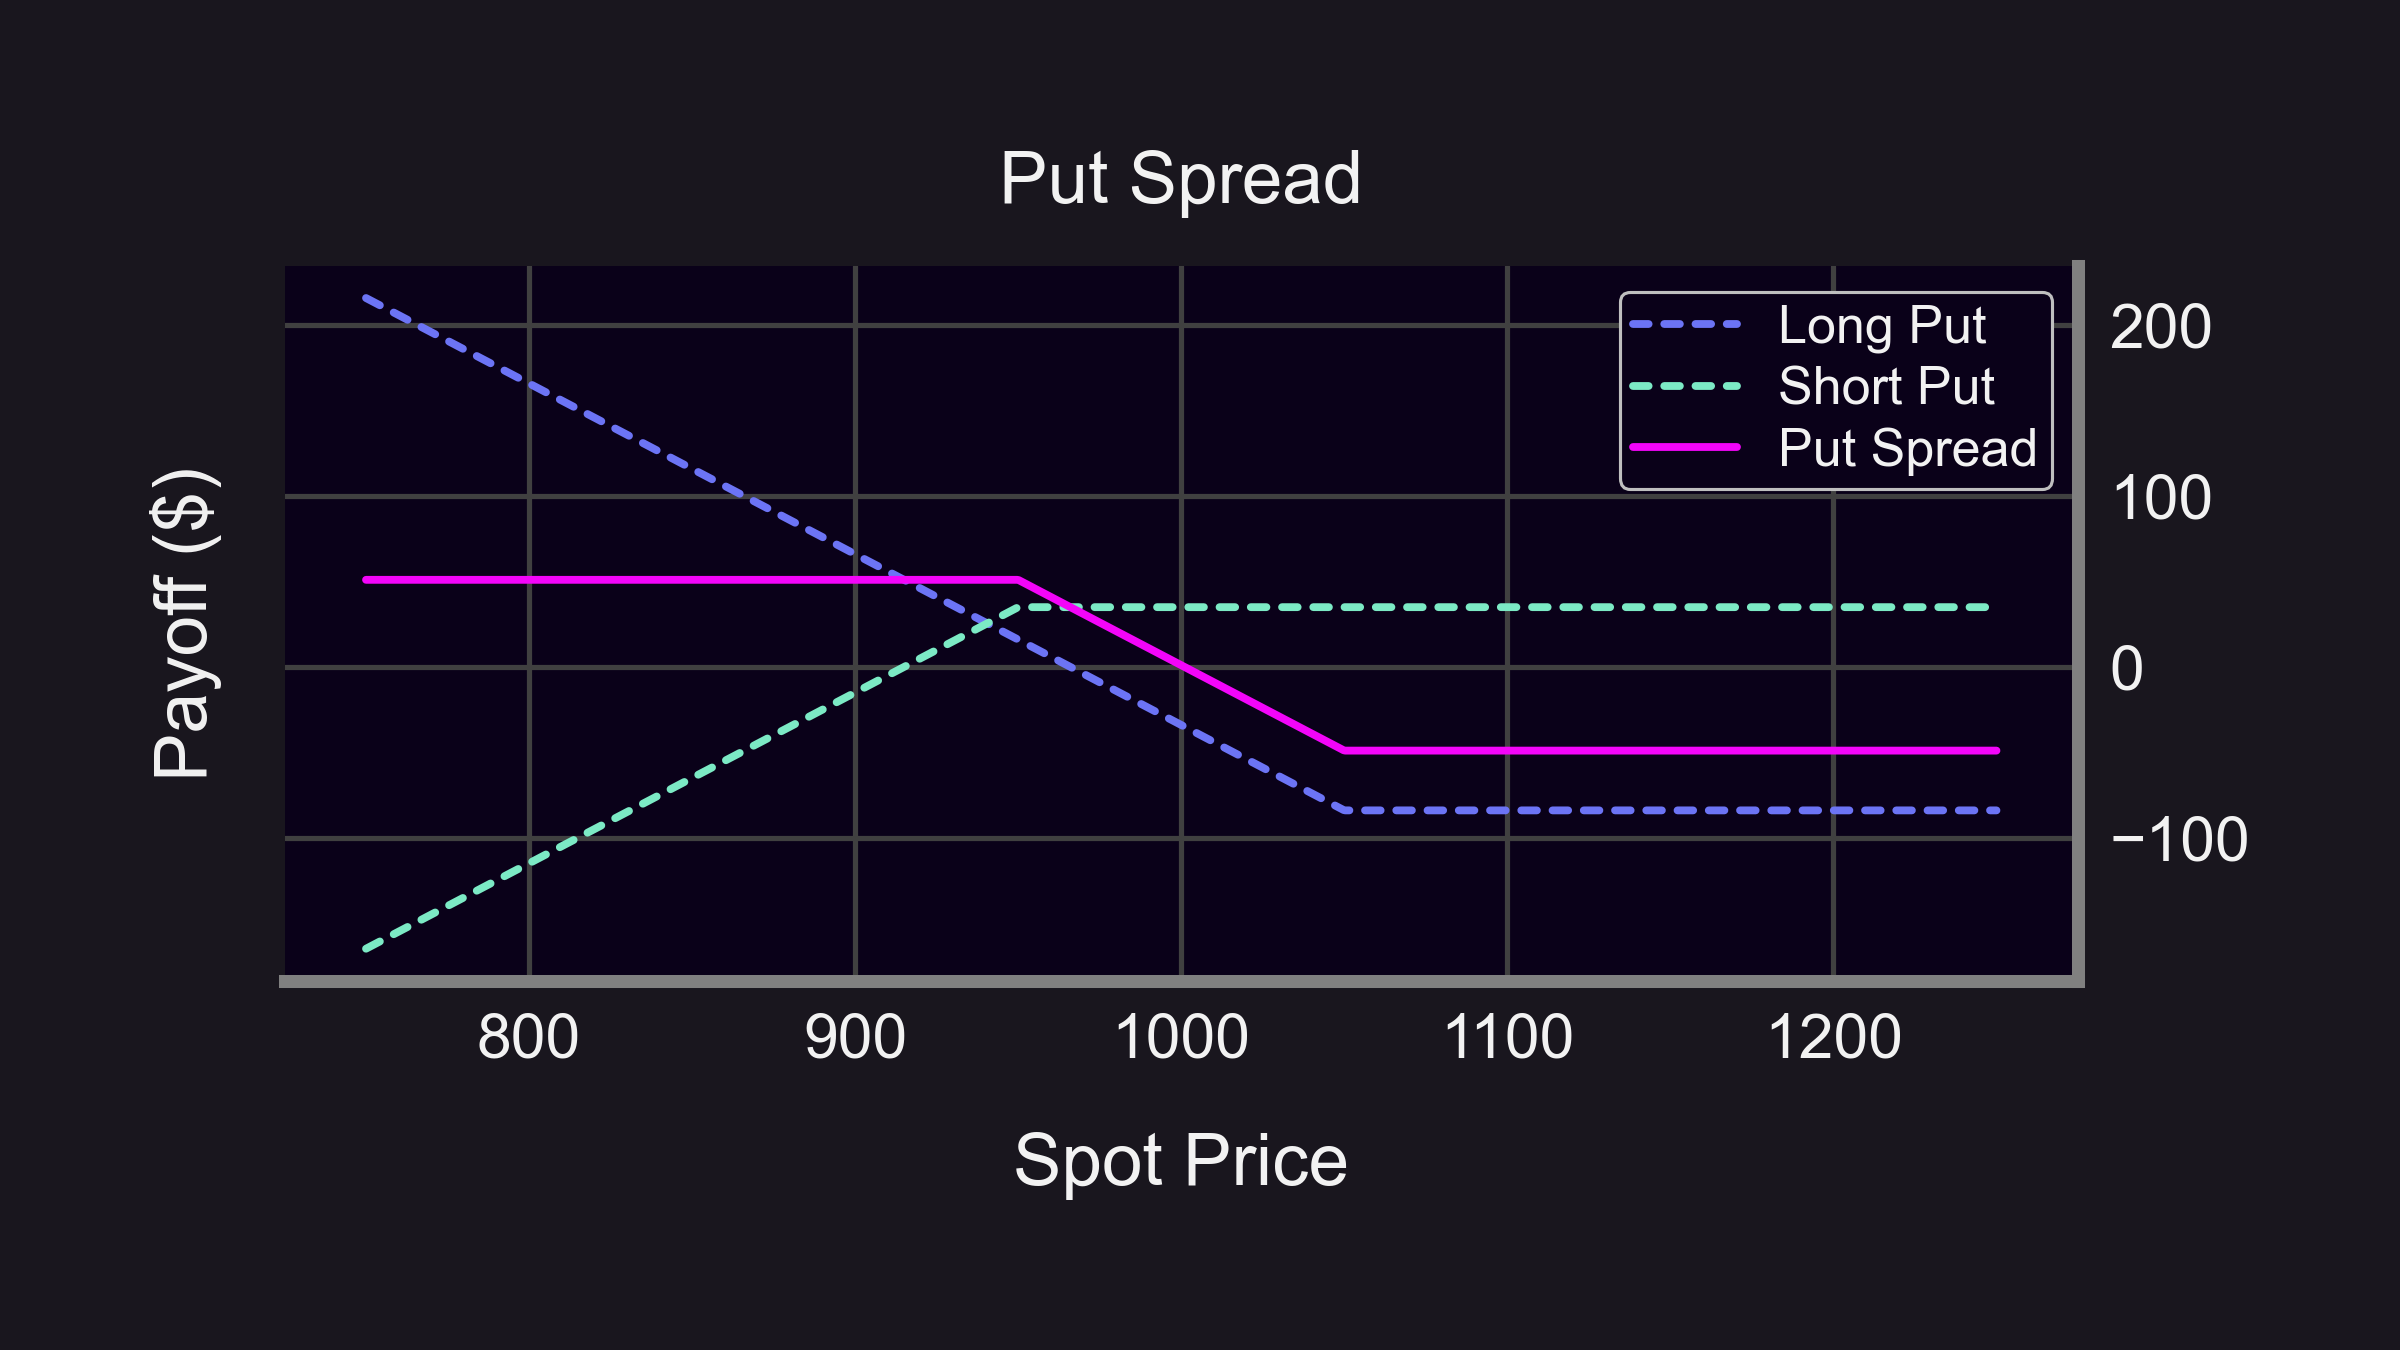 Put Spread
Long Put
Short Put
Put Spread
Payoff ($)
200
100
0
−100
800 900 1000 1100 1200
Spot Price